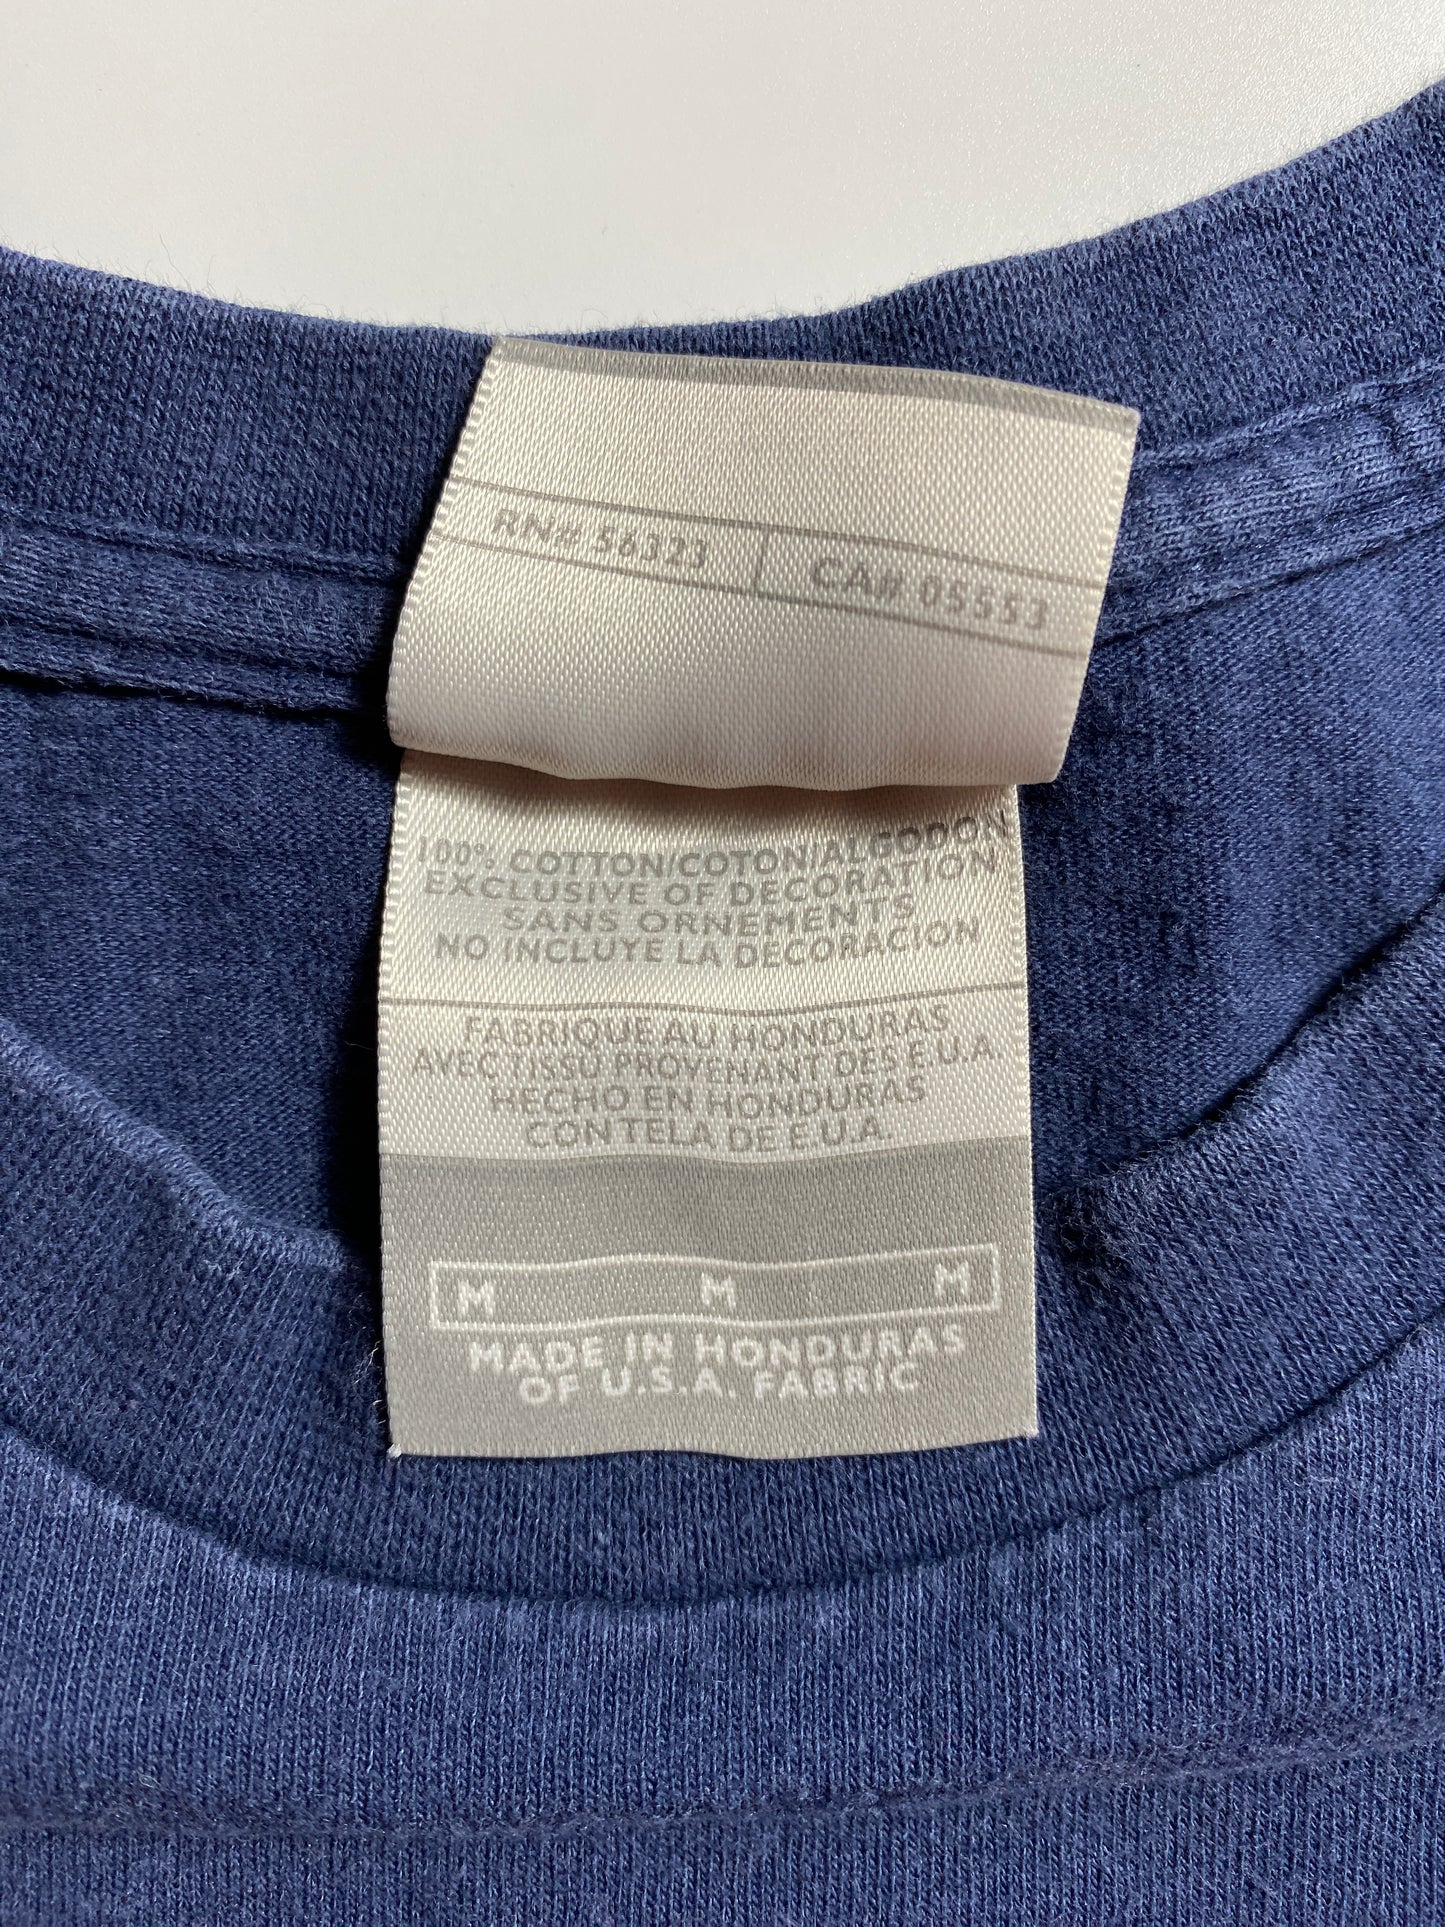 RN# 56323 | CA# 05553
100% COTTON/COTON/ALGODON
EXCLUSIVE OF DECORATION
SANS ORNEMENTS
NO INCLUYE LA DECORACION
FABRIQUE AU HONDURAS
AVEC TISSU PROVENANT DES E.U.A.
HECHO EN HONDURAS
CON TELA DE E.U.A.
M M M
MADE IN HONDURAS
OF U.S.A. FABRIC